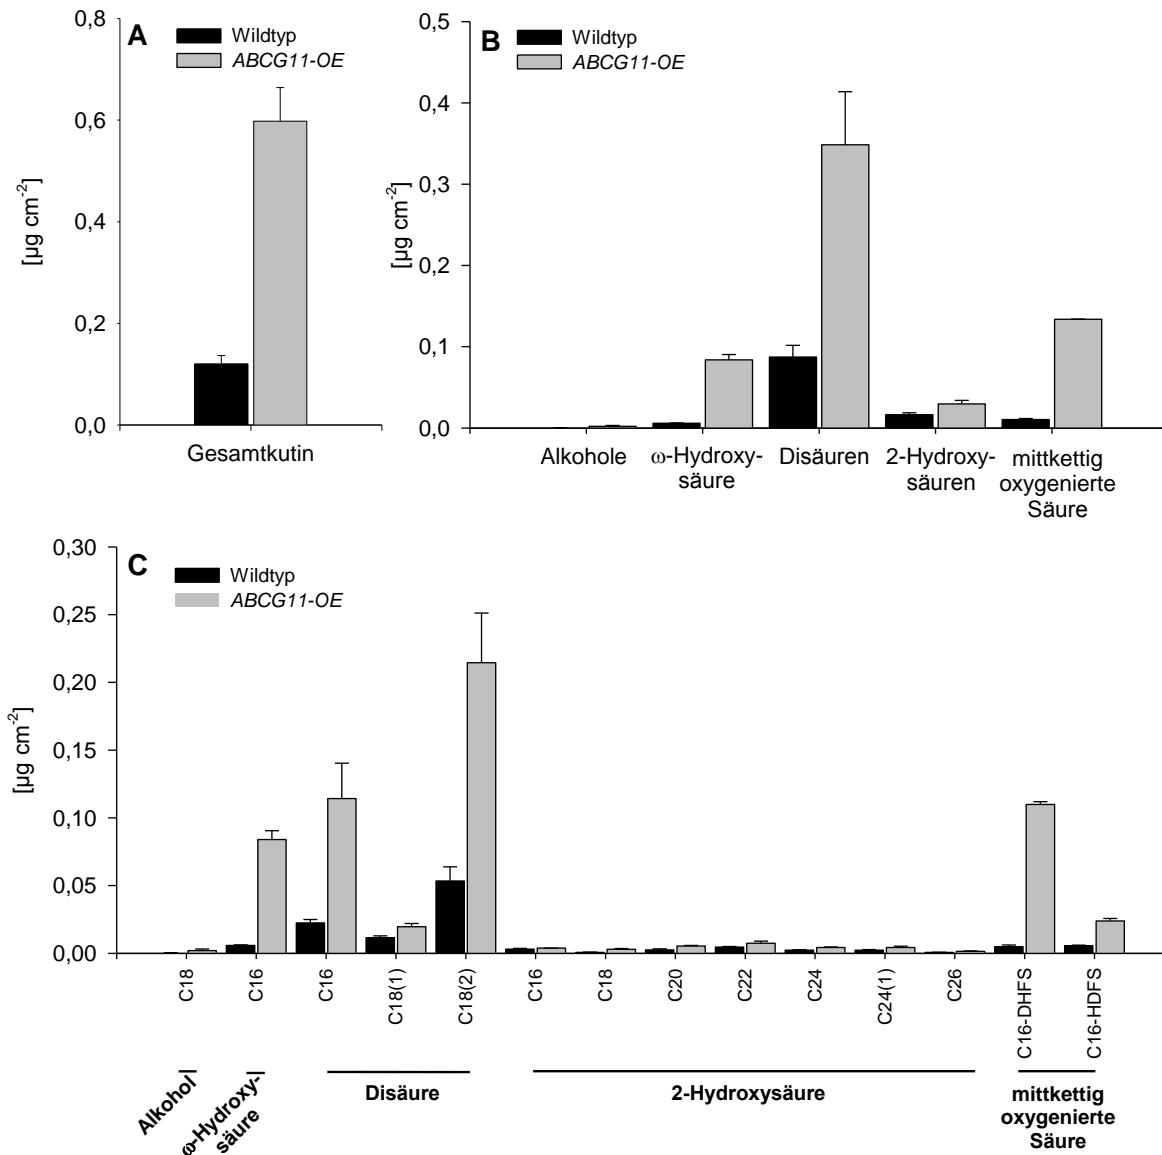 A
Wildtyp
ABCG11-OE
0,8
0,6
0,4
0,2
0,0
[µg cm-2]
Gesamtkutin
B
Wildtyp
ABCG11-OE
0,5
0,4
0,3
0,2
0,1
0,0
[µg cm-2]
Alkohole
ω-Hydroxy-
säure
Disäuren
2-Hydroxy-
säuren
mittkettig
oxygenierte
Säure
C
Wildtyp
ABCG11-OE
0,30
0,25
0,20
0,15
0,10
0,05
0,00
[µg cm-2]
C18
C16
C16
C18(1)
C18(2)
C16
C18
C20
C22
C24
C24(1)
C26
C16-DHFS
C16-HDFS
Alkohol
ω-Hydroxy-
säure
Disäure
2-Hydroxysäure
mittkettig
oxygenierte
Säure